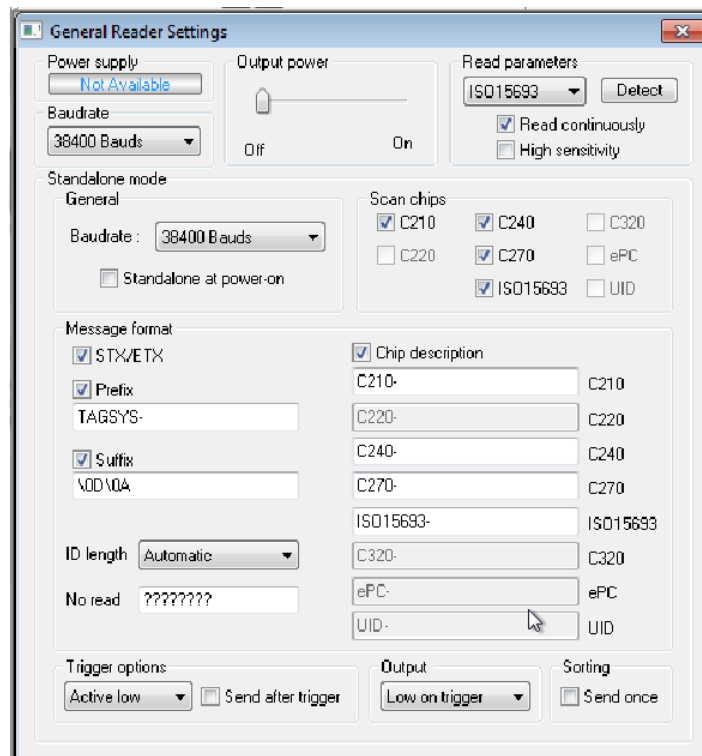 General Reader Settings
Power supply
Not Available
Output power
Off
On
Read parameters
ISO15693
Detect
Read continuously
High sensitivity
Baudrate
38400 Bauds
Standalone mode
General
Baudrate :
38400 Bauds
Standalone at power-on
Scan chips
C210
C240
C320
C220
C270
ePC
ISO15693
UID
Message format
STX/ETX
Prefix
TAGSYS-
Suffix
\0D\0A
ID length
Automatic
No read
????????
Chip description
C210-
C210
C220-
C220
C240-
C240
C270-
C270
ISO15693-
ISO15693
C320-
C320
ePC-
ePC
UID-
UID
Trigger options
Active low
Send after trigger
Output
Low on trigger
Sorting
Send once